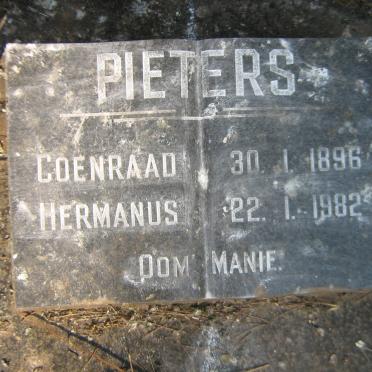 PIETERS
COENRAAD 30. 1. 1896
HERMANUS 22. 1. 1982
OOM MANIE.